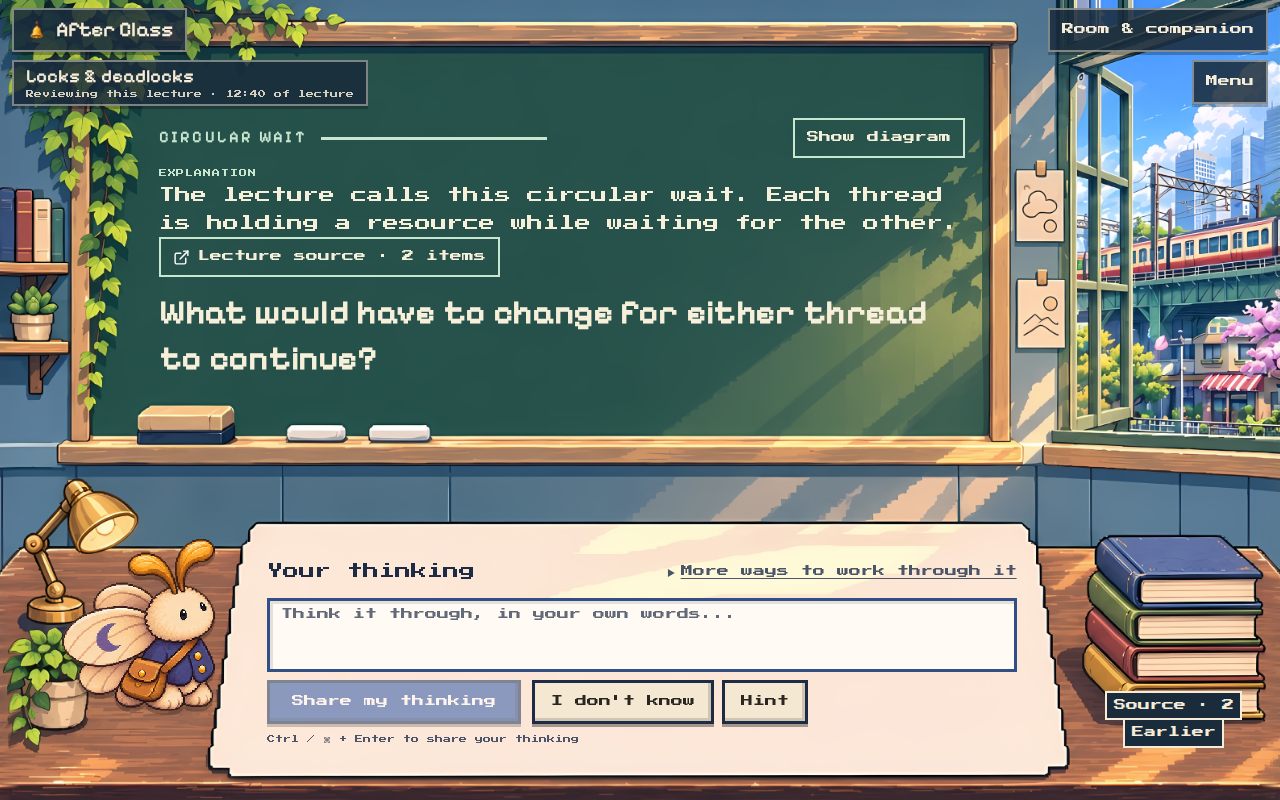 After Class
Room & companion
Locks & deadlocks
Reviewing this lecture · 12:40 of lecture
Menu
CIRCULAR WAIT
Show diagram
EXPLANATION
The lecture calls this circular wait. Each thread
is holding a resource while waiting for the other.
Lecture source · 2 items
What would have to change for either thread
to continue?
Your thinking
More ways to work through it
Think it through, in your own words...
Share my thinking
I don't know
Hint
Ctrl / ⌘ + Enter to share your thinking
Source · 2
Earlier